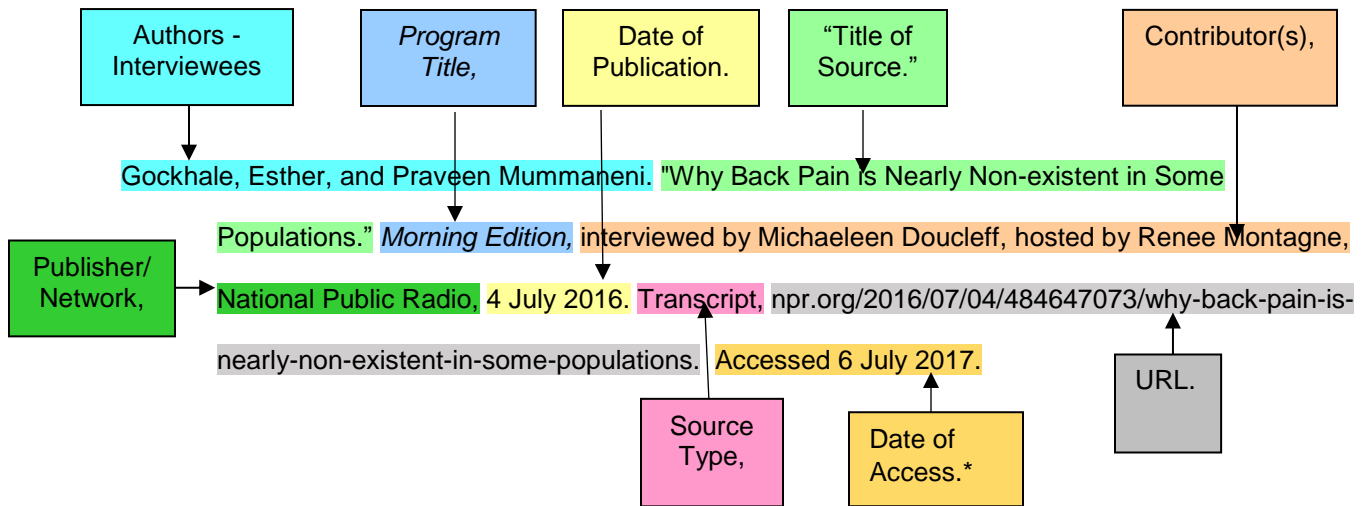 Authors -
Interviewees
Program
Title,
Date of
Publication.
“Title of
Source.”
Contributor(s),
Gockhale, Esther, and Praveen Mummaneni. "Why Back Pain is Nearly Non-existent in Some
Populations.” Morning Edition, interviewed by Michaeleen Doucleff, hosted by Renee Montagne,
Publisher/
Network,
National Public Radio, 4 July 2016. Transcript, npr.org/2016/07/04/484647073/why-back-pain-is-
nearly-non-existent-in-some-populations. Accessed 6 July 2017.
Source
Type,
Date of
Access.*
URL.